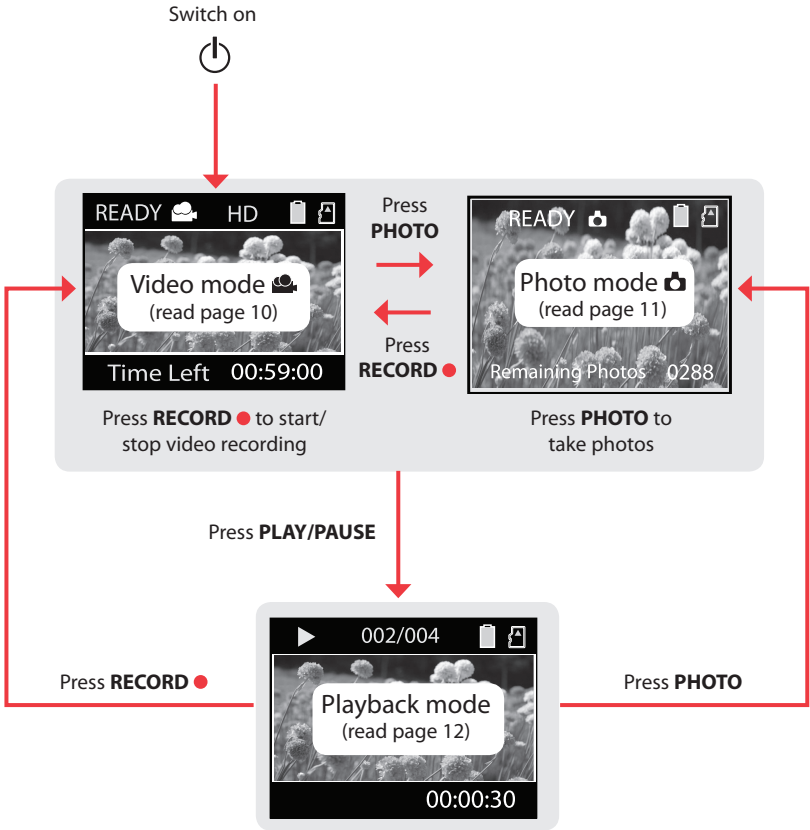 Switch on
READY HD
Video mode
(read page 10)
Time Left 00:59:00
Press RECORD to start/
stop video recording
Press
PHOTO
Press
RECORD
READY
Photo mode
(read page 11)
Remaining Photos 0288
Press PHOTO to
take photos
Press PLAY/PAUSE
Press RECORD
002/004
Playback mode
(read page 12)
00:00:30
Press PHOTO